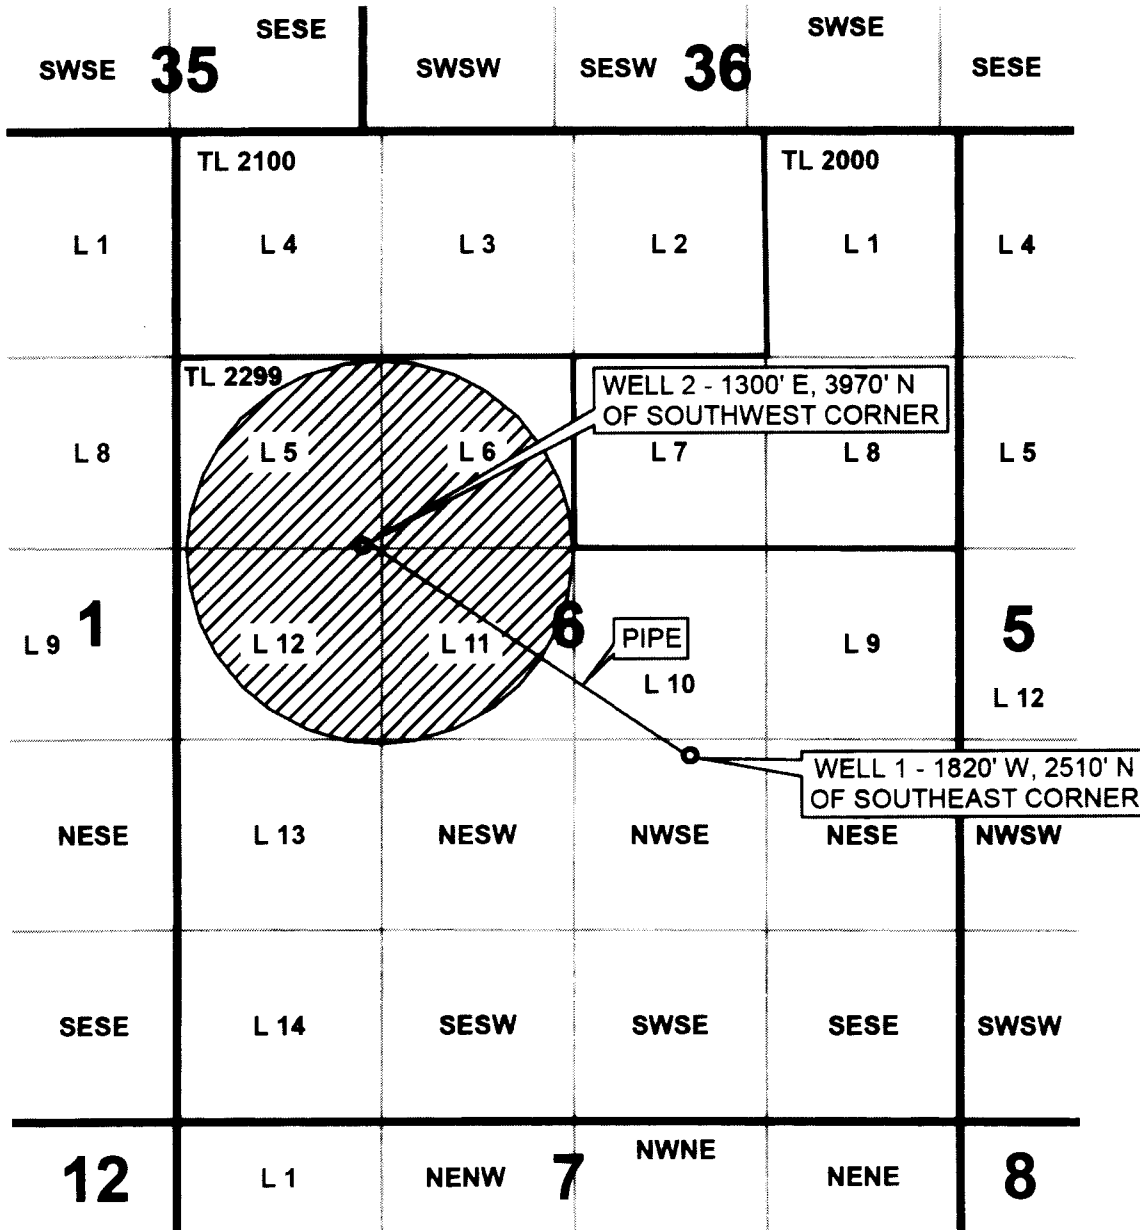 SESE
SWSE
SWSE 35 SWSW SESW 36 SESE
TL 2100
TL 2000
L 1 L 4 L 3 L 2 L 1 L 4
TL 2299
WELL 2 - 1300' E, 3970' N
OF SOUTHWEST CORNER
L 8 L 5 L 6 L 7 L 8 L 5
L 9 1 L 12 L 11 6 PIPE L 9 5
L 10
L 12
WELL 1 - 1820' W, 2510' N
OF SOUTHEAST CORNER
NESE L 13 NESW NWSE NESE NWSW
SESE L 14 SESW SWSE SESE SWSW
NWNE
12 L 1 NENW 7 NENE 8